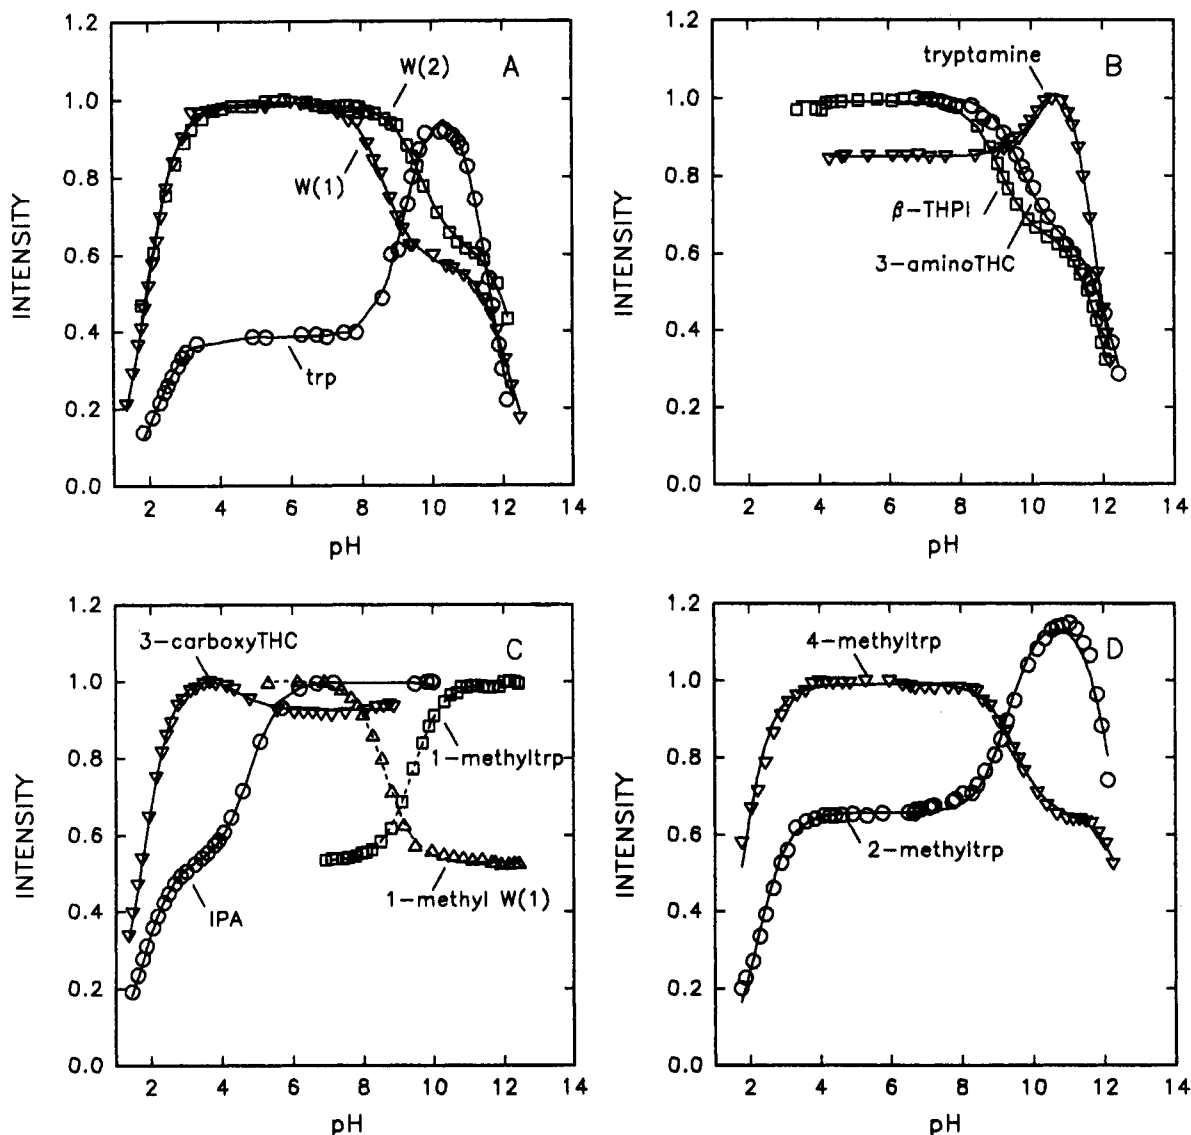 A
1.2
1.0
0.8
0.6
0.4
0.2
0.0
INTENSITY
W(2)
W(1)
trp
2 4 6 8 10 12 14
pH
B
1.2
1.0
0.8
0.6
0.4
0.2
0.0
INTENSITY
tryptamine
β-THPI
3-aminoTHC
2 4 6 8 10 12 14
pH
C
1.2
1.0
0.8
0.6
0.4
0.2
0.0
INTENSITY
3-carboxyTHC
1-methyltrp
IPA
1-methyl W(1)
2 4 6 8 10 12 14
pH
D
1.2
1.0
0.8
0.6
0.4
0.2
0.0
INTENSITY
4-methyltrp
2-methyltrp
2 4 6 8 10 12 14
pH